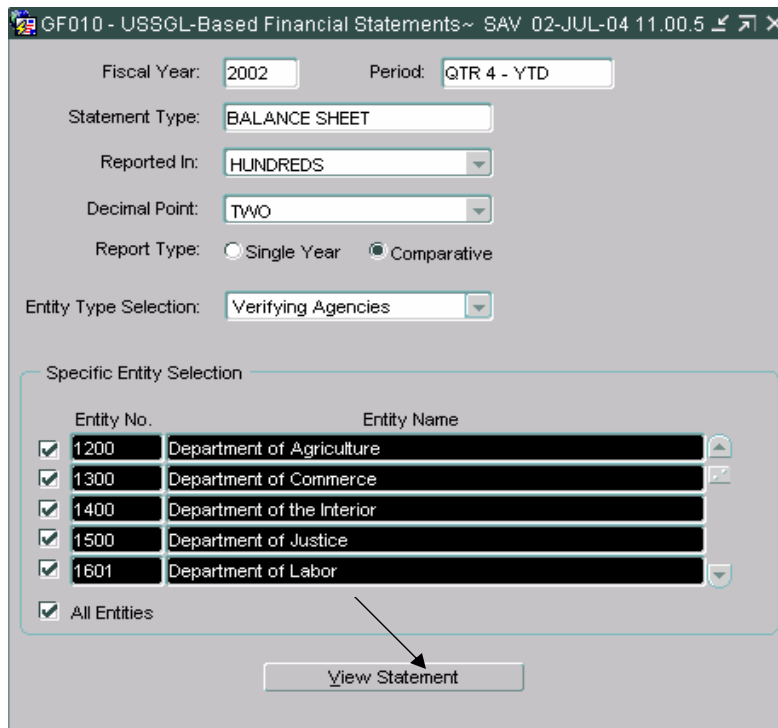 GF010 - USSGL-Based Financial Statements~ SAV 02-JUL-04 11.00.5
Fiscal Year: 2002 Period: QTR 4 - YTD
Statement Type: BALANCE SHEET
Reported In: HUNDREDS
Decimal Point: TWO
Report Type: Single Year Comparative
Entity Type Selection: Verifying Agencies
Specific Entity Selection
Entity No. Entity Name
1200 Department of Agriculture
1300 Department of Commerce
1400 Department of the Interior
1500 Department of Justice
1601 Department of Labor
All Entities
View Statement